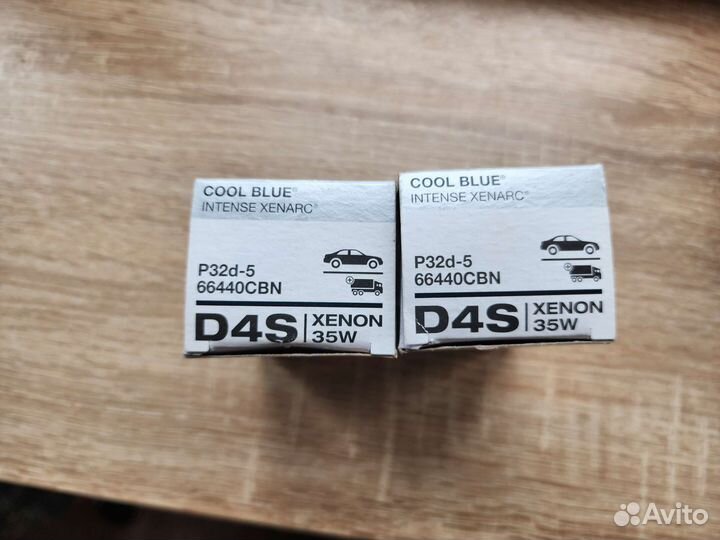 COOL BLUE®
INTENSE XENARC®
P32d-5
66440CBN
D4S XENON
35W
COOL BLUE®
INTENSE XENARC®
P32d-5
66440CBN
D4S XENON
35W
Avito